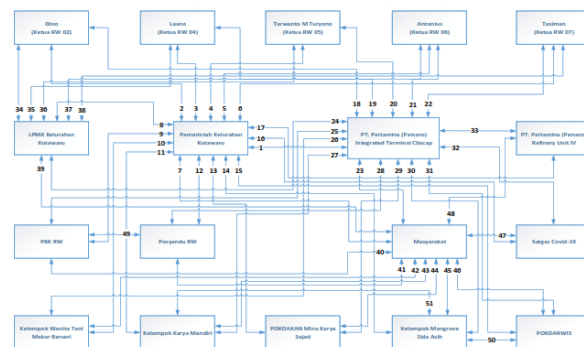 Gino
(Ketua RW 02)
Leano
(Ketua RW 04)
Tarwanto M Turyono
(Ketua RW 05)
Antonius
(Ketua RW 06)
Tasiman
(Ketua RW 07)
34 35 36 37 38
2 3 4 5 6
18 19 20 21 22
LPMK Kelurahan
Kutawaru
8
9
10
11
Pemerintah Kelurahan
Kutawaru
17
16
1
24
25
26
27
PT. Pertamina (Persero)
Integrated Terminal Cilacap
33
32
PT. Pertamina (Persero)
Refinery Unit IV
39
7 12 13 14 15
23 28 29 30 31
48
PKK RW
49
Posyandu RW
Masyarakat
47
Satgas Covid-19
40
41 42 43 44 45 46
51
Kelompok Wanita Tani
Mekar Berseri
Kelompok Karya Mandiri
POKDAKAN Mina Karya
Sejati
Kelompok Mangrove
Sida Asih
50
POKDARWIS